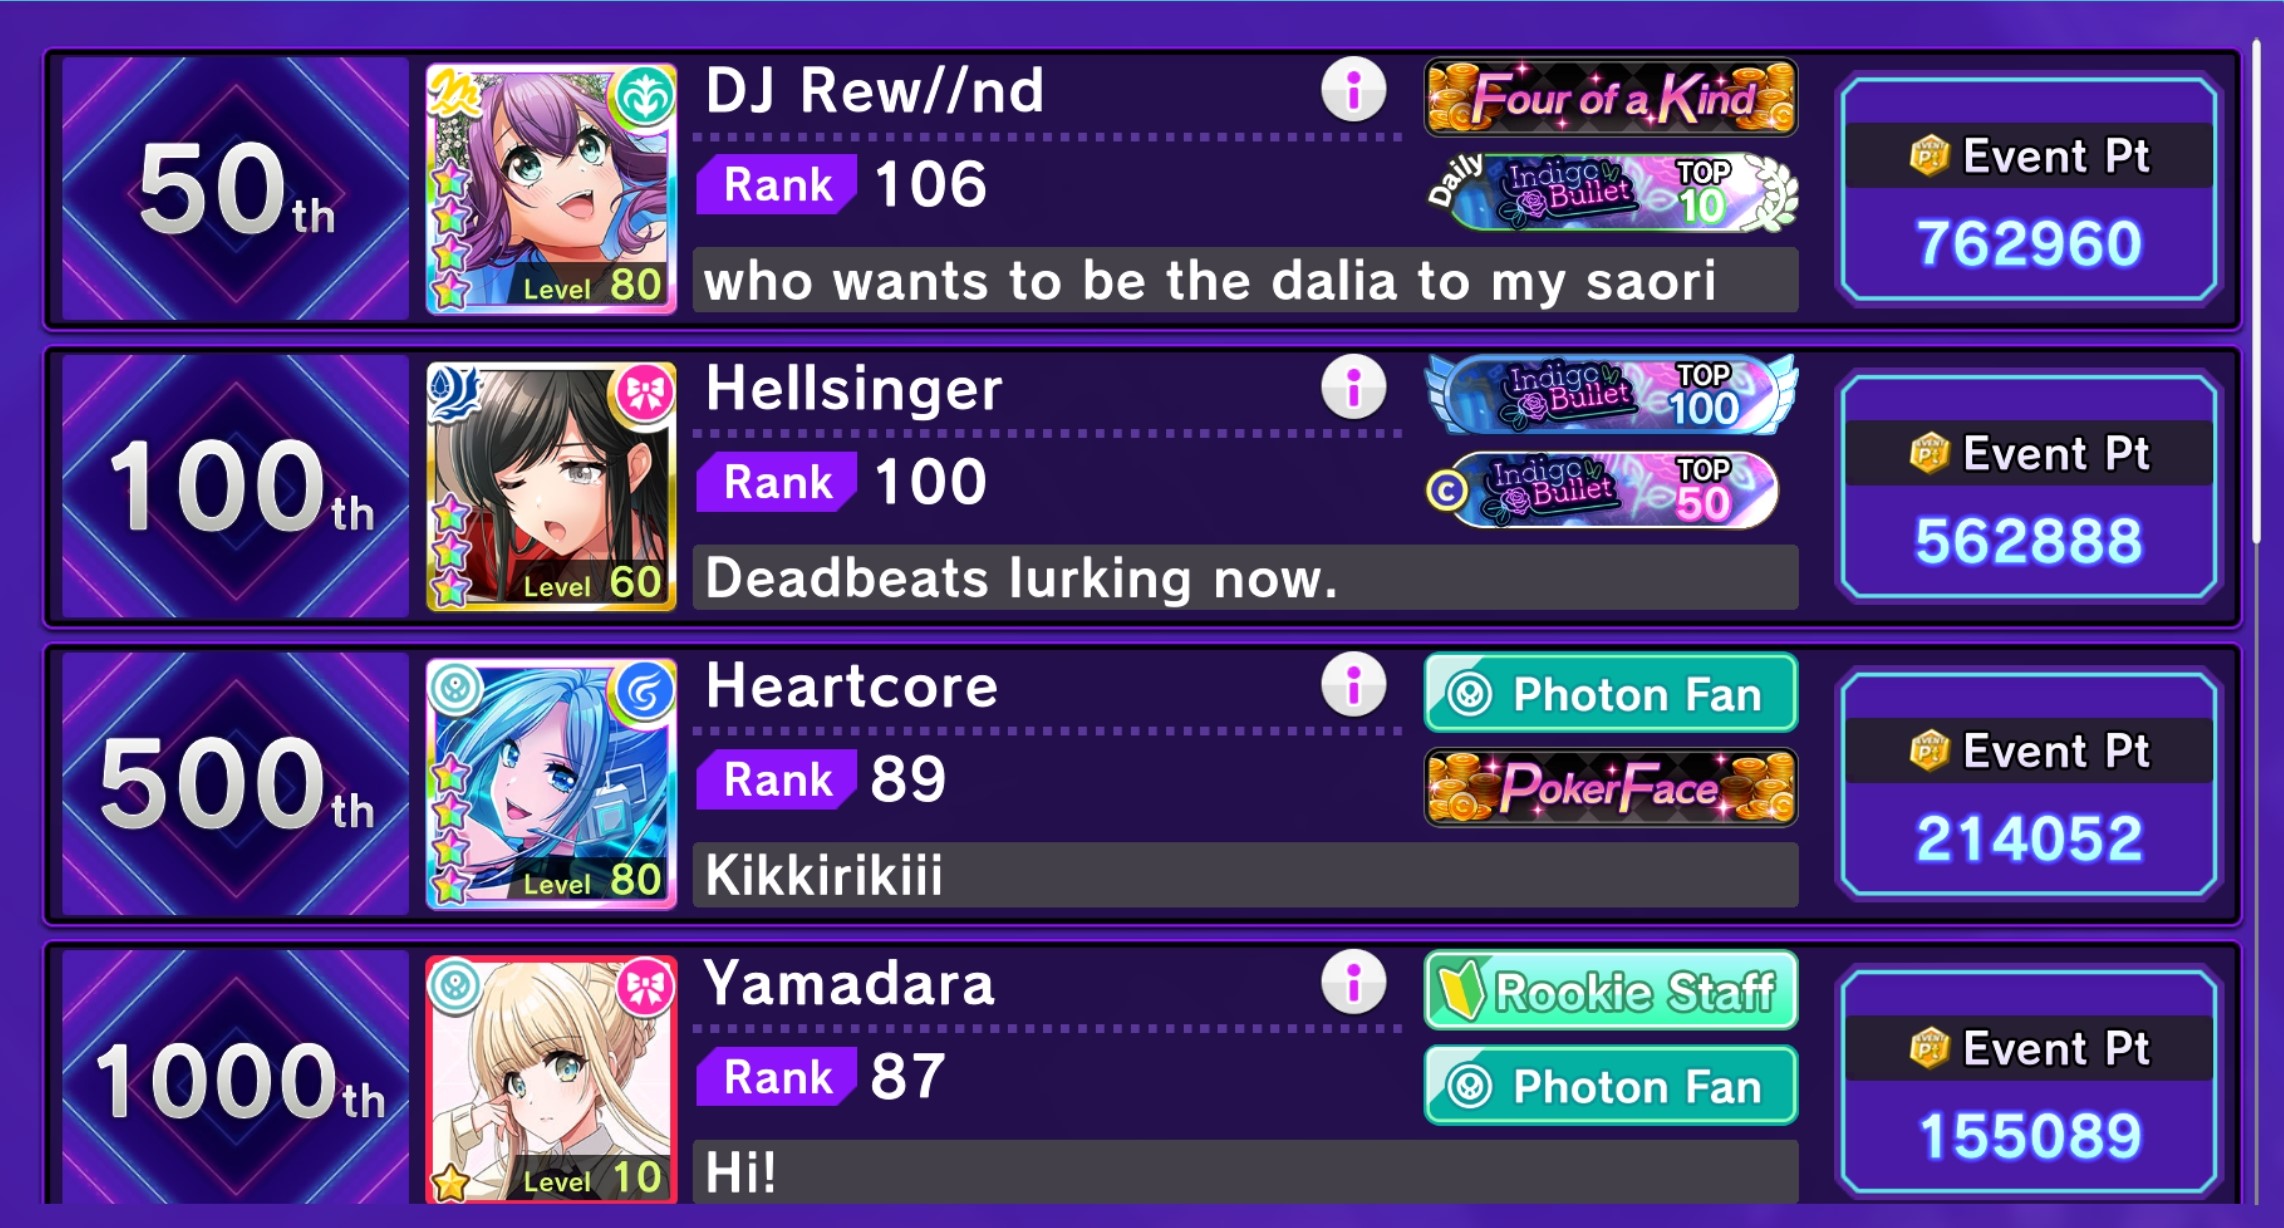 50th
Level 80
DJ Rew//nd
Rank 106
who wants to be the dalia to my saori
Four of a Kind
Daily Indigo Bullet TOP 10
Event Pt
762960
100th
Level 60
Hellsinger
Rank 100
Deadbeats lurking now.
Indigo Bullet TOP 100
C Indigo Bullet TOP 50
Event Pt
562888
500th
Level 80
Heartcore
Rank 89
Kikkirikiii
Photon Fan
PokerFace
Event Pt
214052
1000th
Level 10
Yamadara
Rank 87
Hi!
Rookie Staff
Photon Fan
Event Pt
155089